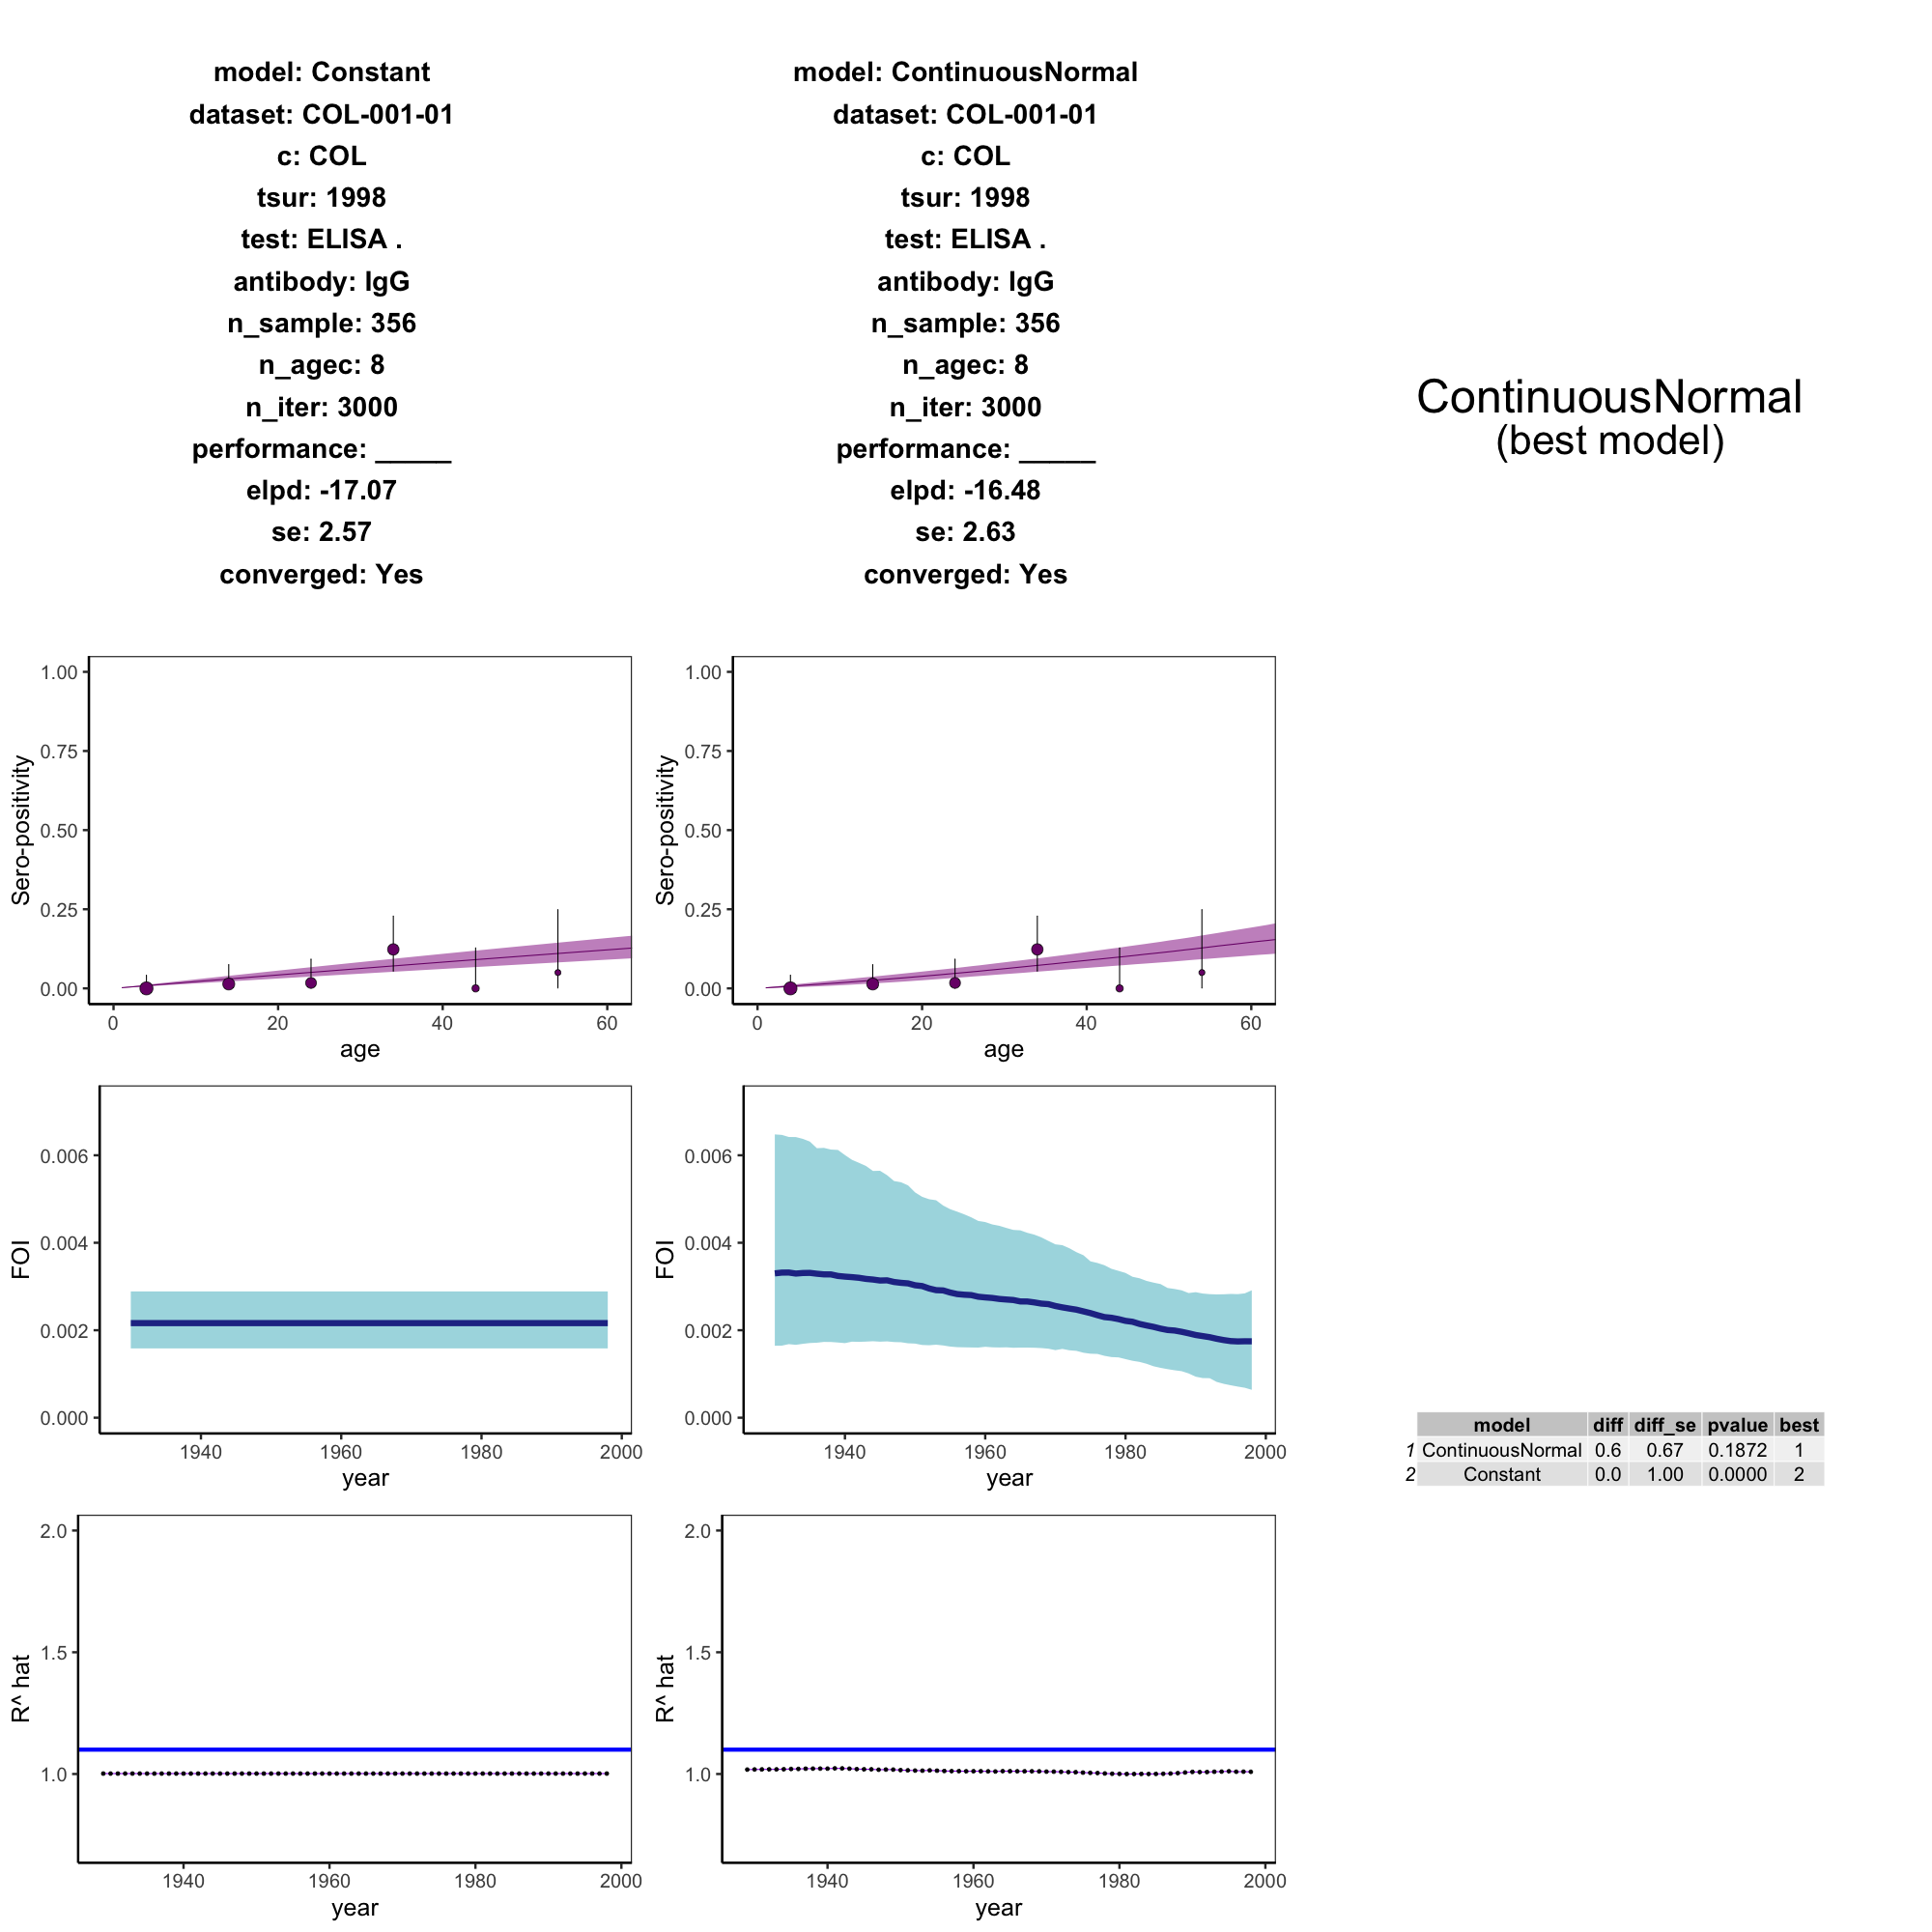 model: Constant
dataset: COL-001-01
c: COL
tsur: 1998
test: ELISA .
antibody: IgG
n_sample: 356
n_agec: 8
n_iter: 3000
performance: _____
elpd: -17.07
se: 2.57
converged: Yes
model: ContinuousNormal
dataset: COL-001-01
c: COL
tsur: 1998
test: ELISA .
antibody: IgG
n_sample: 356
n_agec: 8
n_iter: 3000
performance: _____
elpd: -16.48
se: 2.63
converged: Yes
ContinuousNormal
(best model)
Sero-positivity
1.00
0.75
0.50
0.25
0.00
0 20 40 60
age
Sero-positivity
1.00
0.75
0.50
0.25
0.00
0 20 40 60
age
FOI
0.006
0.004
0.002
0.000
1940 1960 1980 2000
year
FOI
0.006
0.004
0.002
0.000
1940 1960 1980 2000
year
model diff diff_se pvalue best
1 ContinuousNormal 0.6 0.67 0.1872 1
2 Constant 0.0 1.00 0.0000 2
R^ hat
2.0
1.5
1.0
1940 1960 1980 2000
year
R^ hat
2.0
1.5
1.0
1940 1960 1980 2000
year